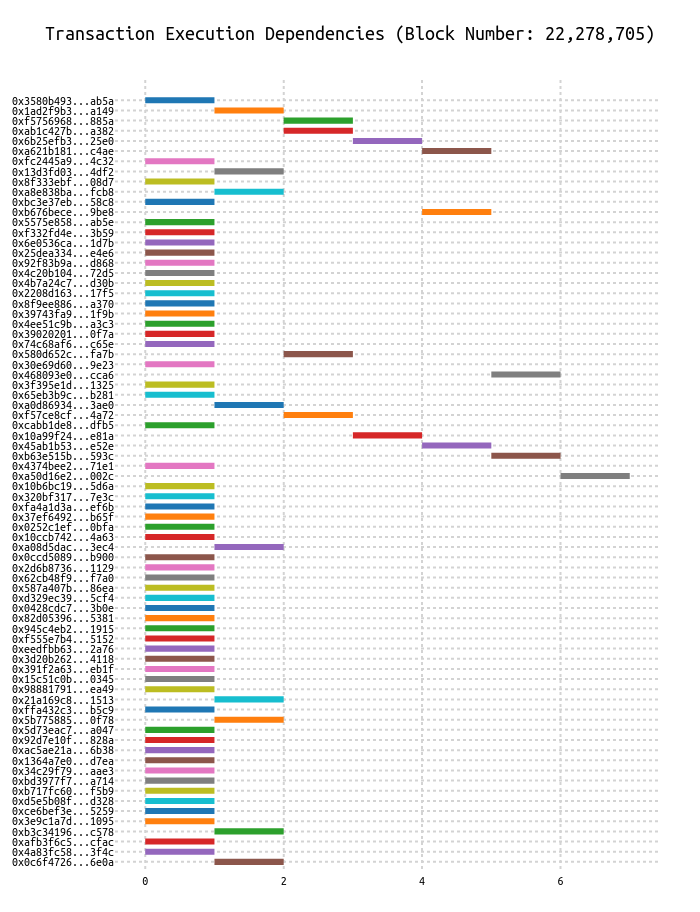 Transaction Execution Dependencies (Block Number: 22,278,705)
0x3580b493...ab5a
0x1ad2f9b3...a149
0xf5756968...885a
0xab1c427b...a382
0x6b25efb3...25e0
0xa621b181...c4ae
0xfc2445a9...4c32
0x13d3fd03...4df2
0x8f333ebf...08d7
0xa8e838ba...fcb8
0xbc3e37eb...58c8
0xb676bece...9be8
0x5575e858...ab5e
0xf332fd4e...3b59
0x6e0536ca...1d7b
0x25dea334...e4e6
0x92f83b9a...d868
0x4c20b104...72d5
0x4b7a24c7...d30b
0x2208d163...17f5
0x8f9ee886...a370
0x39743fa9...1f9b
0x4ee51c9b...a3c3
0x39020201...0f7a
0x74c68af6...c65e
0x580d652c...fa7b
0x30e69d60...9e23
0x468093e0...cca6
0x3f395e1d...1325
0x65eb3b9c...b281
0xa0d86934...3ae0
0xf57ce8cf...4a72
0xcabb1de8...dfb5
0x10a99f24...e81a
0x45ab1b53...e52e
0xb63e515b...593c
0x4374bee2...71e1
0xa50d16e2...002c
0x10b6bc19...5d6a
0x320bf317...7e3c
0xfa4a1d3a...ef6b
0x37ef6492...b65f
0x0252c1ef...0bfa
0x10ccb742...4a63
0xa08d5dac...3ec4
0x0ccd5089...b900
0x2d6b8736...1129
0x62cb48f9...f7a0
0x587a407b...86ea
0xd329ec39...5cf4
0x0428cdc7...3b0e
0x82d05396...5381
0x945c4eb2...1915
0xf555e7b4...5152
0xeedfbb63...2a76
0x3d20b262...4118
0x391f2a63...eb1f
0x15c51c0b...0345
0x98881791...ea49
0x21a169c8...1513
0xffa432c3...b5c9
0x5b775885...0f78
0x5d73eac7...a047
0x92d7e10f...828a
0xac5ae21a...6b38
0x1364a7e0...d7ea
0x34c29f79...aae3
0xbd3977f7...a714
0xb717fc60...f5b9
0xd5e5b08f...d328
0xce6bef3e...5259
0x3e9c1a7d...1095
0xb3c34196...c578
0xafb3f6c5...cfac
0x4a83fc58...3f4c
0x0c6f4726...6e0a
0 2 4 6